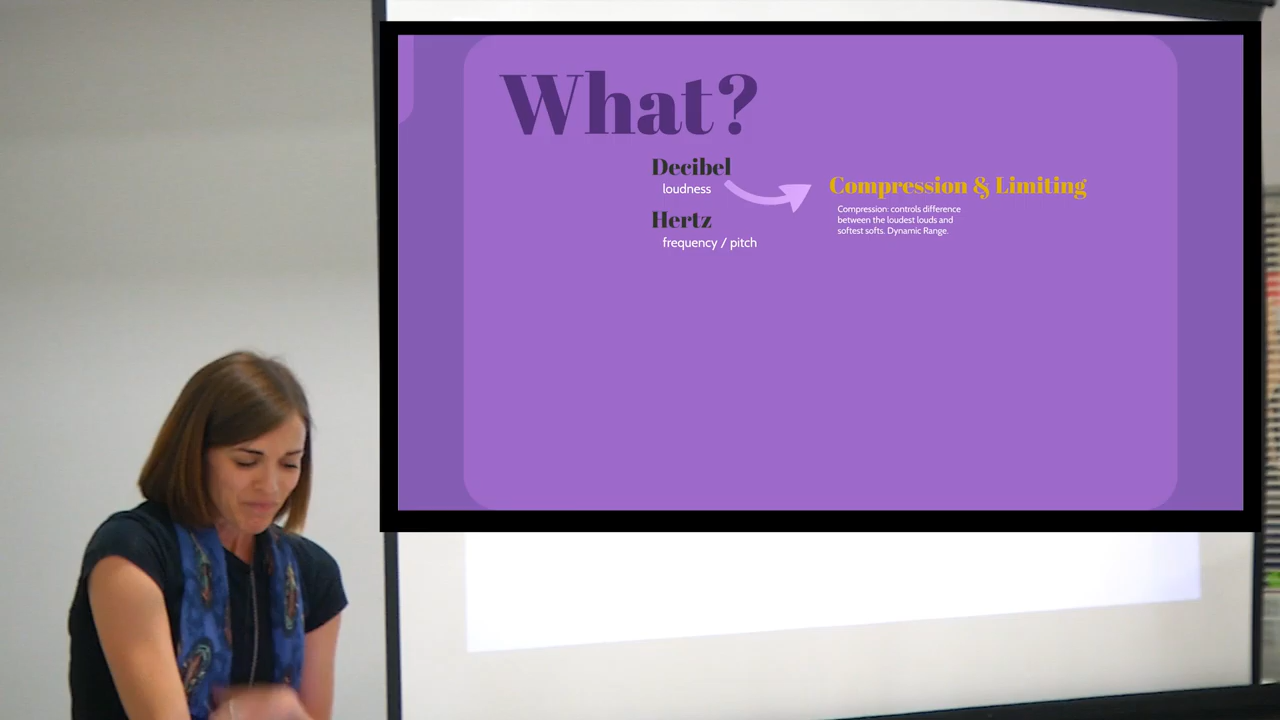 What?
Decibel
loudness
Hertz
frequency / pitch
Compression & Limiting
Compression: controls difference
between the loudest louds and
softest softs. Dynamic Range.